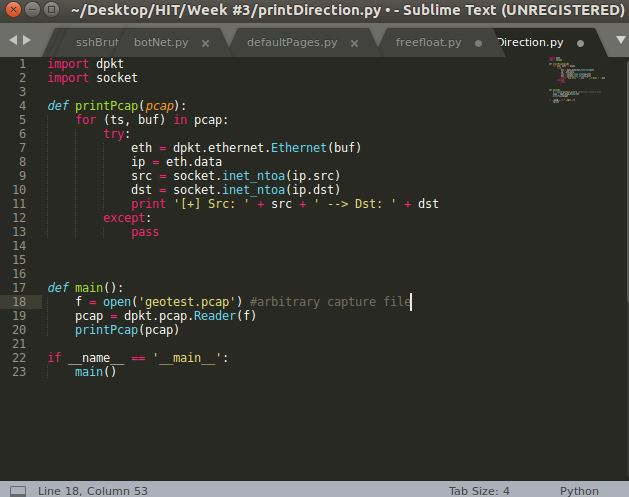 ~/Desktop/HIT/Week #3/printDirection.py • - Sublime Text (UNREGISTERED)
sshBrut botNet.py × defaultPages.py × freefloat.py Direction.py
1 import dpkt
2 import socket
3
4 def printPcap(pcap):
5 for (ts, buf) in pcap:
6 try:
7 eth = dpkt.ethernet.Ethernet(buf)
8 ip = eth.data
9 src = socket.inet_ntoa(ip.src)
10 dst = socket.inet_ntoa(ip.dst)
11 print '[+] Src: ' + src + ' --> Dst: ' + dst
12 except:
13 pass
14
15
16
17 def main():
18 f = open('geotest.pcap') #arbitrary capture file
19 pcap = dpkt.pcap.Reader(f)
20 printPcap(pcap)
21
22 if __name__ == '__main__':
23 main()
Line 18, Column 53 Tab Size: 4 Python